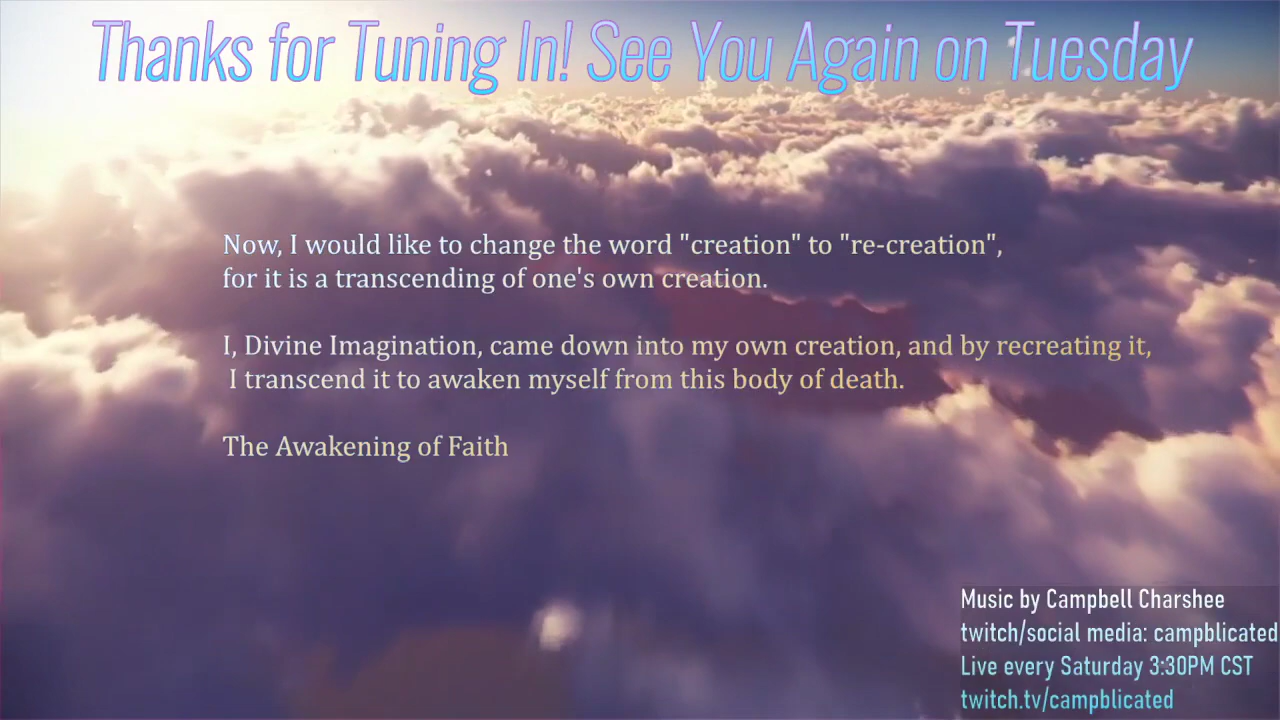 Thanks for Tuning In! See You Again on Tuesday
Now, I would like to change the word "creation" to "re-creation",
for it is a transcending of one's own creation.
I, Divine Imagination, came down into my own creation, and by recreating it,
I transcend it to awaken myself from this body of death.
The Awakening of Faith
Music by Campbell Charshee
twitch/social media: campblicated
Live every Saturday 3:30PM CST
twitch.tv/campblicated